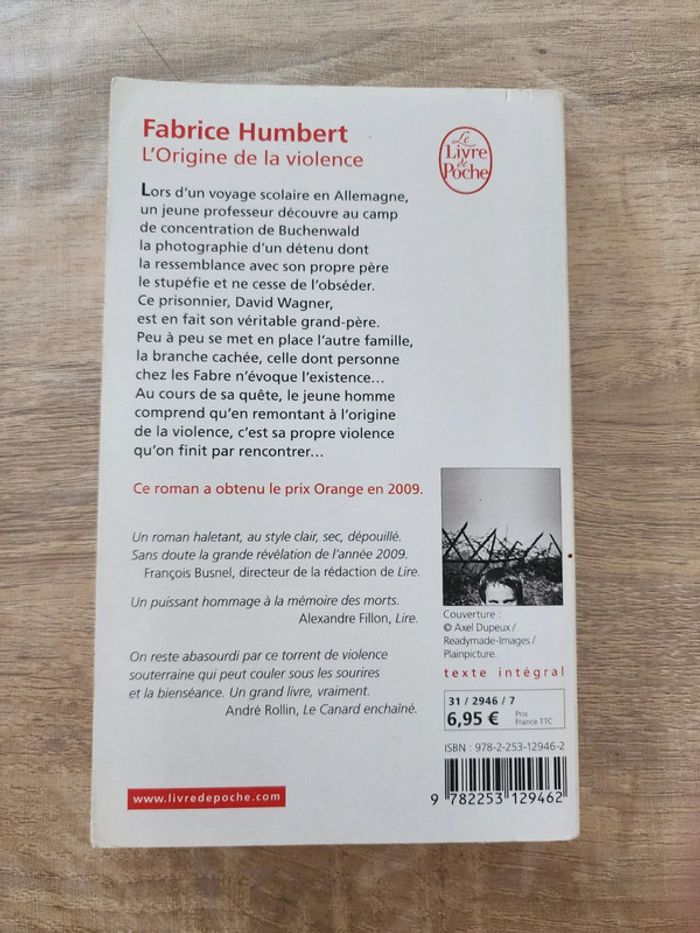 Fabrice Humbert
L'Origine de la violence
Le
Livre
de
Poche
Lors d'un voyage scolaire en Allemagne,
un jeune professeur découvre au camp
de concentration de Buchenwald
la photographie d'un détenu dont
la ressemblance avec son propre père
le stupéfie et ne cesse de l'obséder.
Ce prisonnier, David Wagner,
est en fait son véritable grand-père.
Peu à peu se met en place l'autre famille,
la branche cachée, celle dont personne
chez les Fabre n'évoque l'existence...
Au cours de sa quête, le jeune homme
comprend qu'en remontant à l'origine
de la violence, c'est sa propre violence
qu'on finit par rencontrer...
Ce roman a obtenu le prix Orange en 2009.
Un roman haletant, au style clair, sec, dépouillé.
Sans doute la grande révélation de l'année 2009.
François Busnel, directeur de la rédaction de Lire.
Un puissant hommage à la mémoire des morts.
Alexandre Fillon, Lire.
On reste abasourdi par ce torrent de violence
souterraine qui peut couler sous les sourires
et la bienséance. Un grand livre, vraiment.
André Rollin, Le Canard enchaîné.
www.livredepoche.com
Couverture :
© Axel Dupeux /
Readymade-Images /
Plainpicture.
texte intégral
31 / 2946 / 7
6,95 € Prix
France TTC
ISBN : 978-2-253-12946-2
9 782253 129462